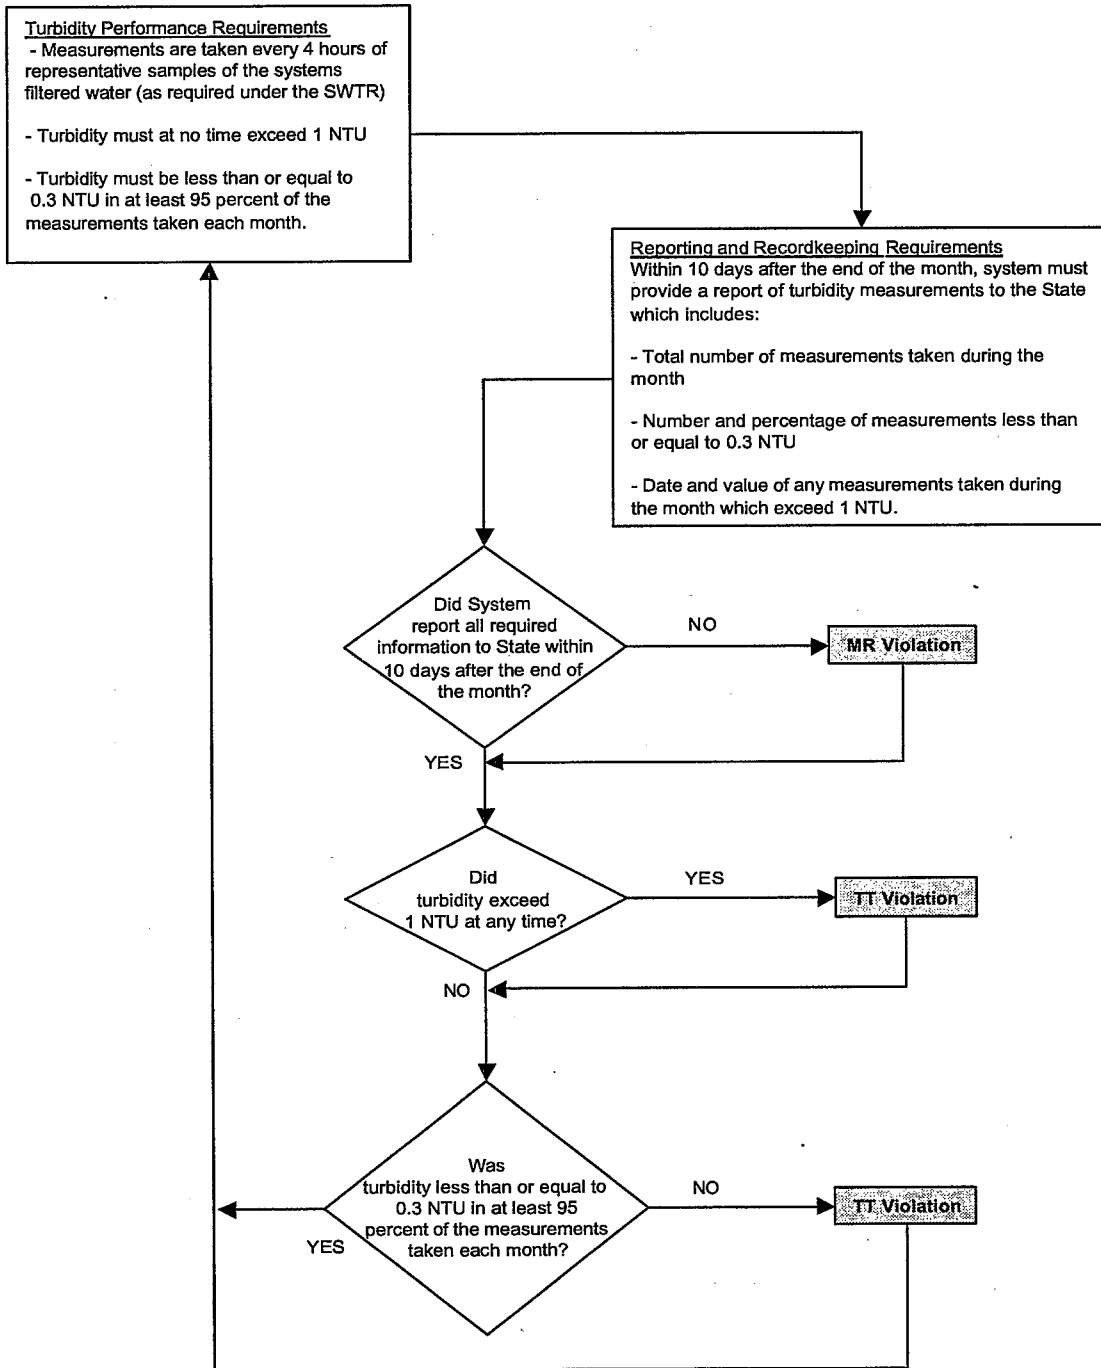 Turbidity Performance Requirements
- Measurements are taken every 4 hours of
representative samples of the systems
filtered water (as required under the SWTR)
- Turbidity must at no time exceed 1 NTU
- Turbidity must be less than or equal to
0.3 NTU in at least 95 percent of the
measurements taken each month.
Reporting and Recordkeeping Requirements
Within 10 days after the end of the month, system must
provide a report of turbidity measurements to the State
which includes:
- Total number of measurements taken during the
month
- Number and percentage of measurements less than
or equal to 0.3 NTU
- Date and value of any measurements taken during
the month which exceed 1 NTU.
Did System
report all required
information to State within
10 days after the end of
the month?
NO
MR Violation
YES
Did
turbidity exceed
1 NTU at any time?
YES
TT Violation
NO
Was
turbidity less than or equal to
0.3 NTU in at least 95
percent of the measurements
taken each month?
NO
TT Violation
YES